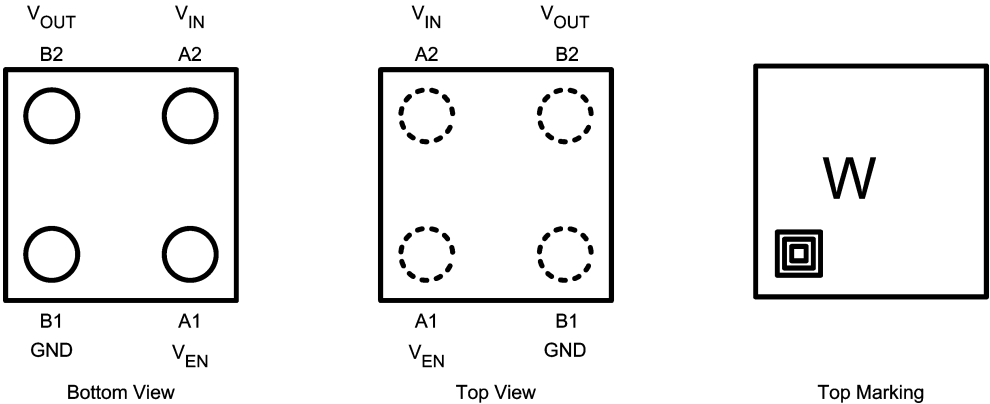 VOUT VIN
B2 A2
B1 A1
GND VEN
Bottom View
VIN VOUT
A2 B2
A1 B1
VEN GND
Top View
W
Top Marking